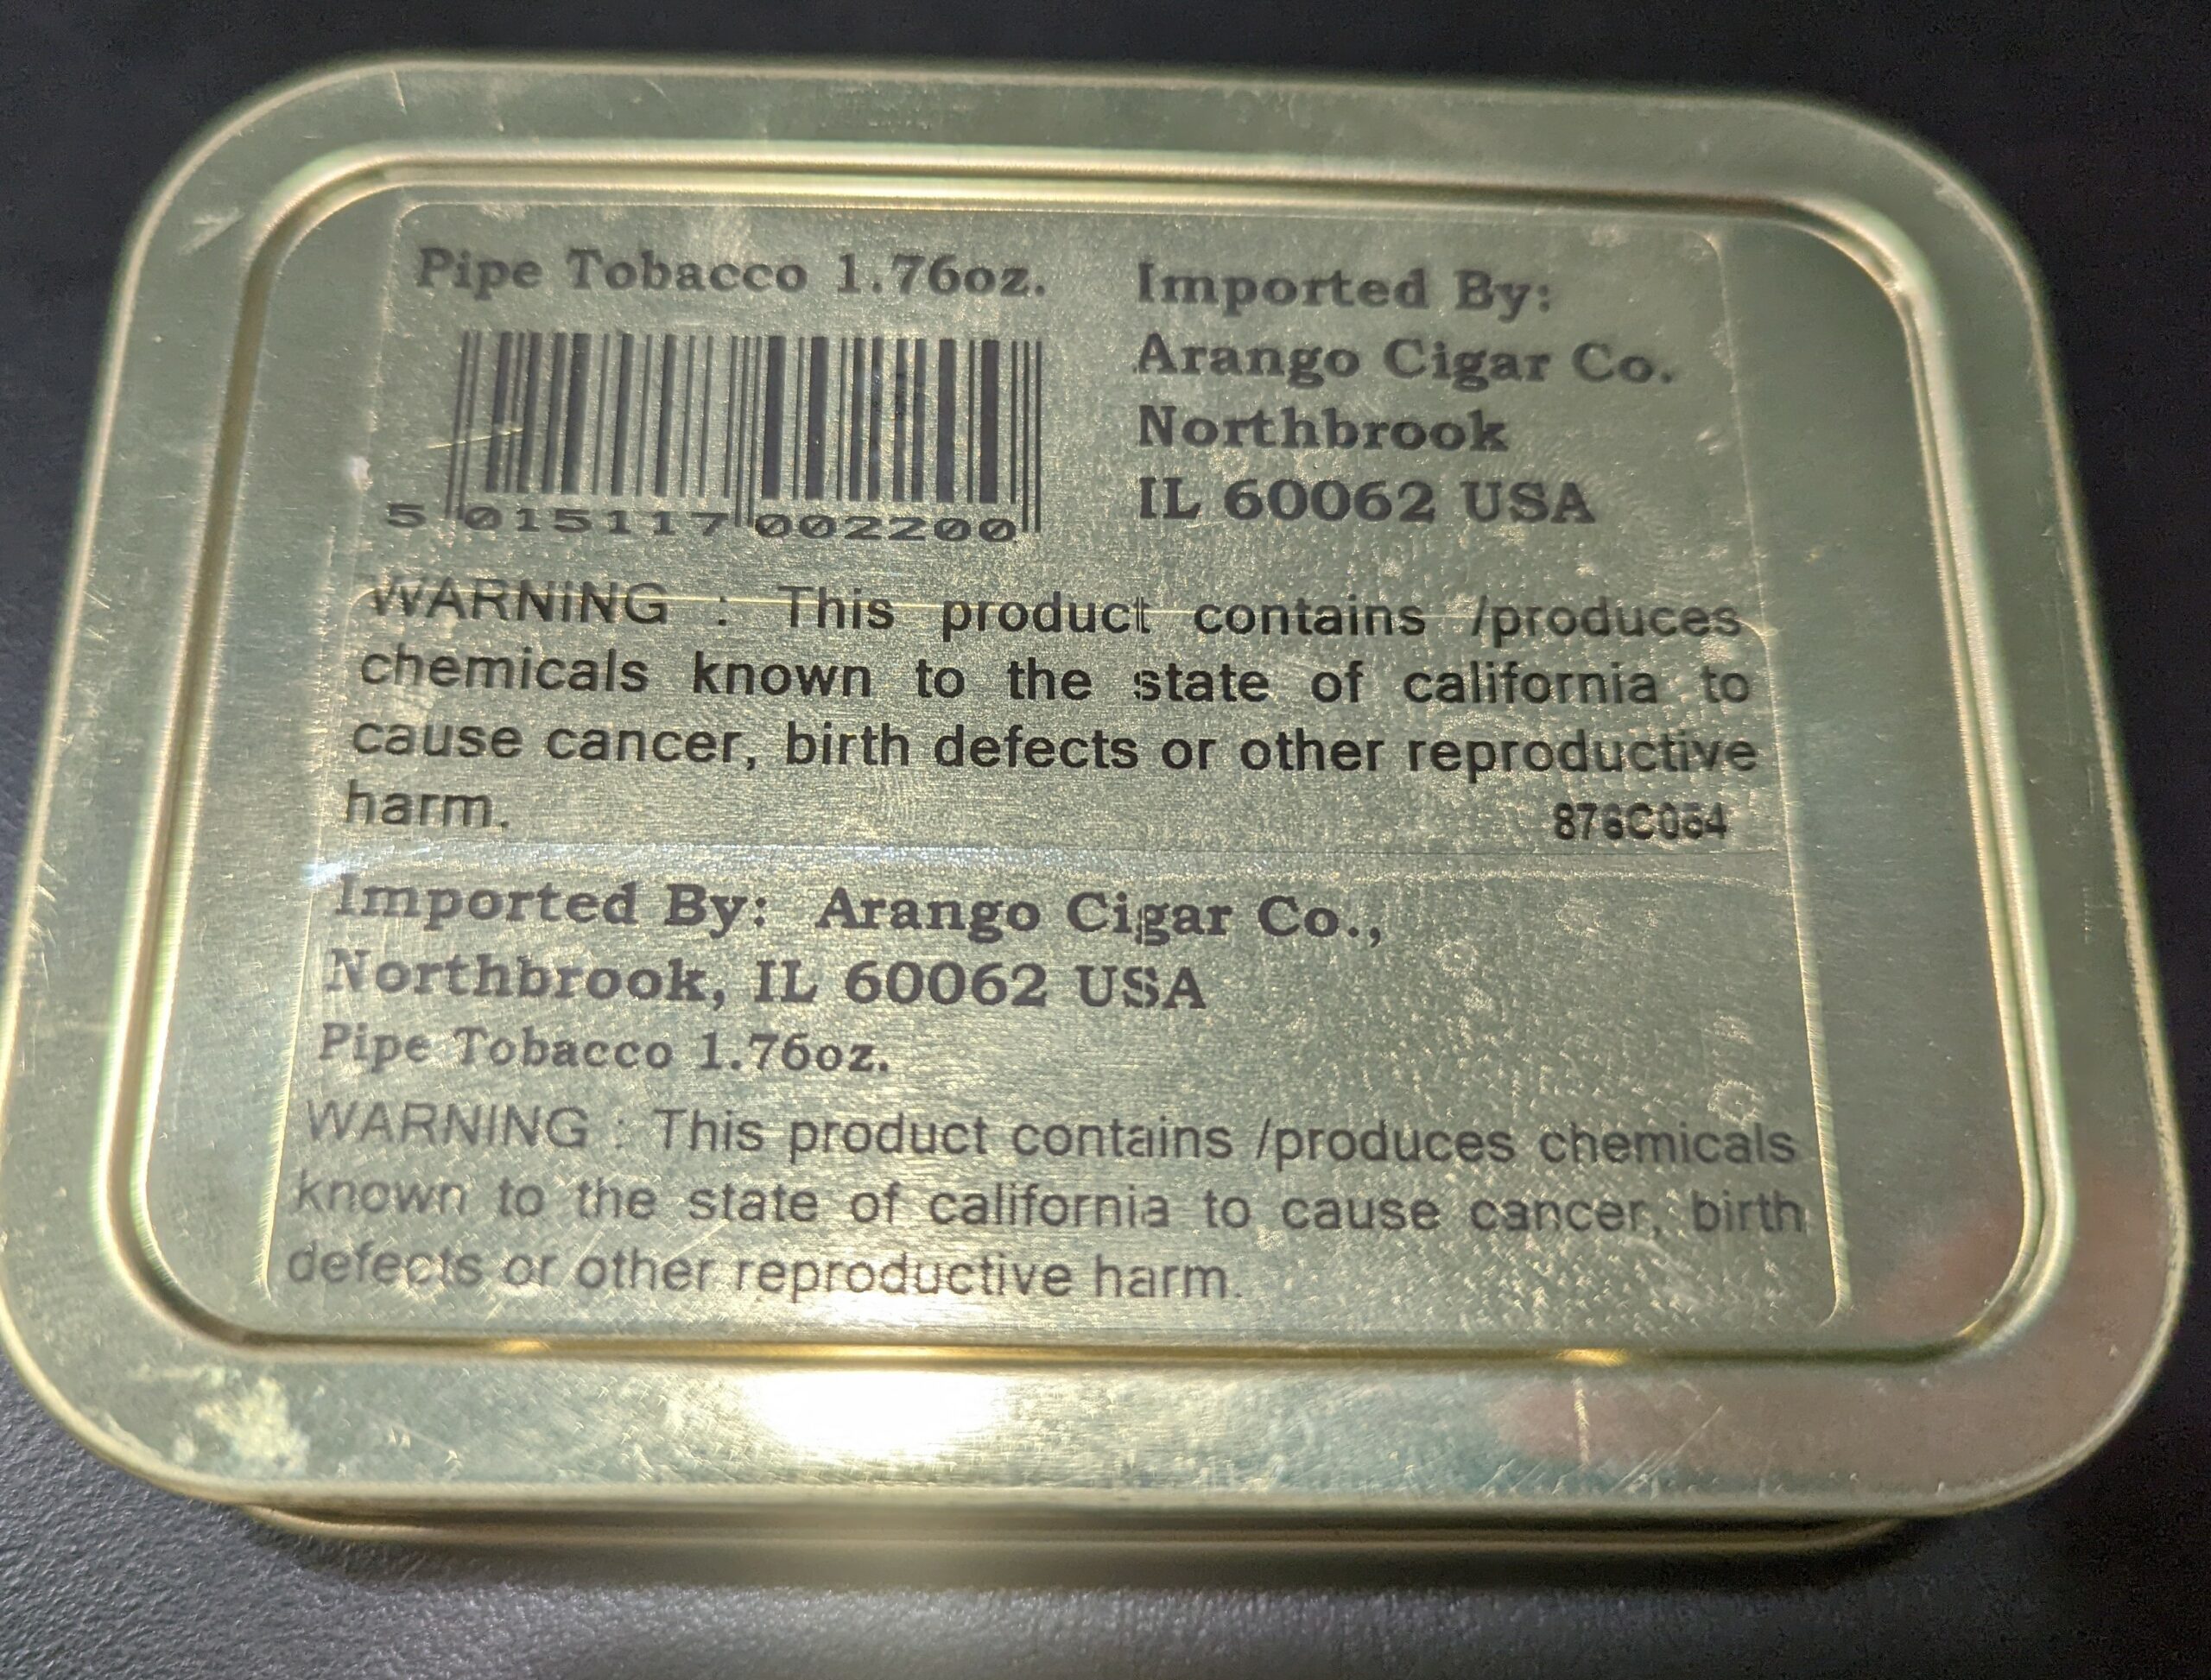 Pipe Tobacco 1.76oz.
5 015117 002200
Imported By:
Arango Cigar Co.
Northbrook
IL 60062 USA
WARNING : This product contains /produces
chemicals known to the state of california to
cause cancer, birth defects or other reproductive
harm.
Imported By: Arango Cigar Co.,
Northbrook, IL 60062 USA
Pipe Tobacco 1.76oz.
WARNING : This product contains /produces chemicals
known to the state of california to cause cancer, birth
defects or other reproductive harm.